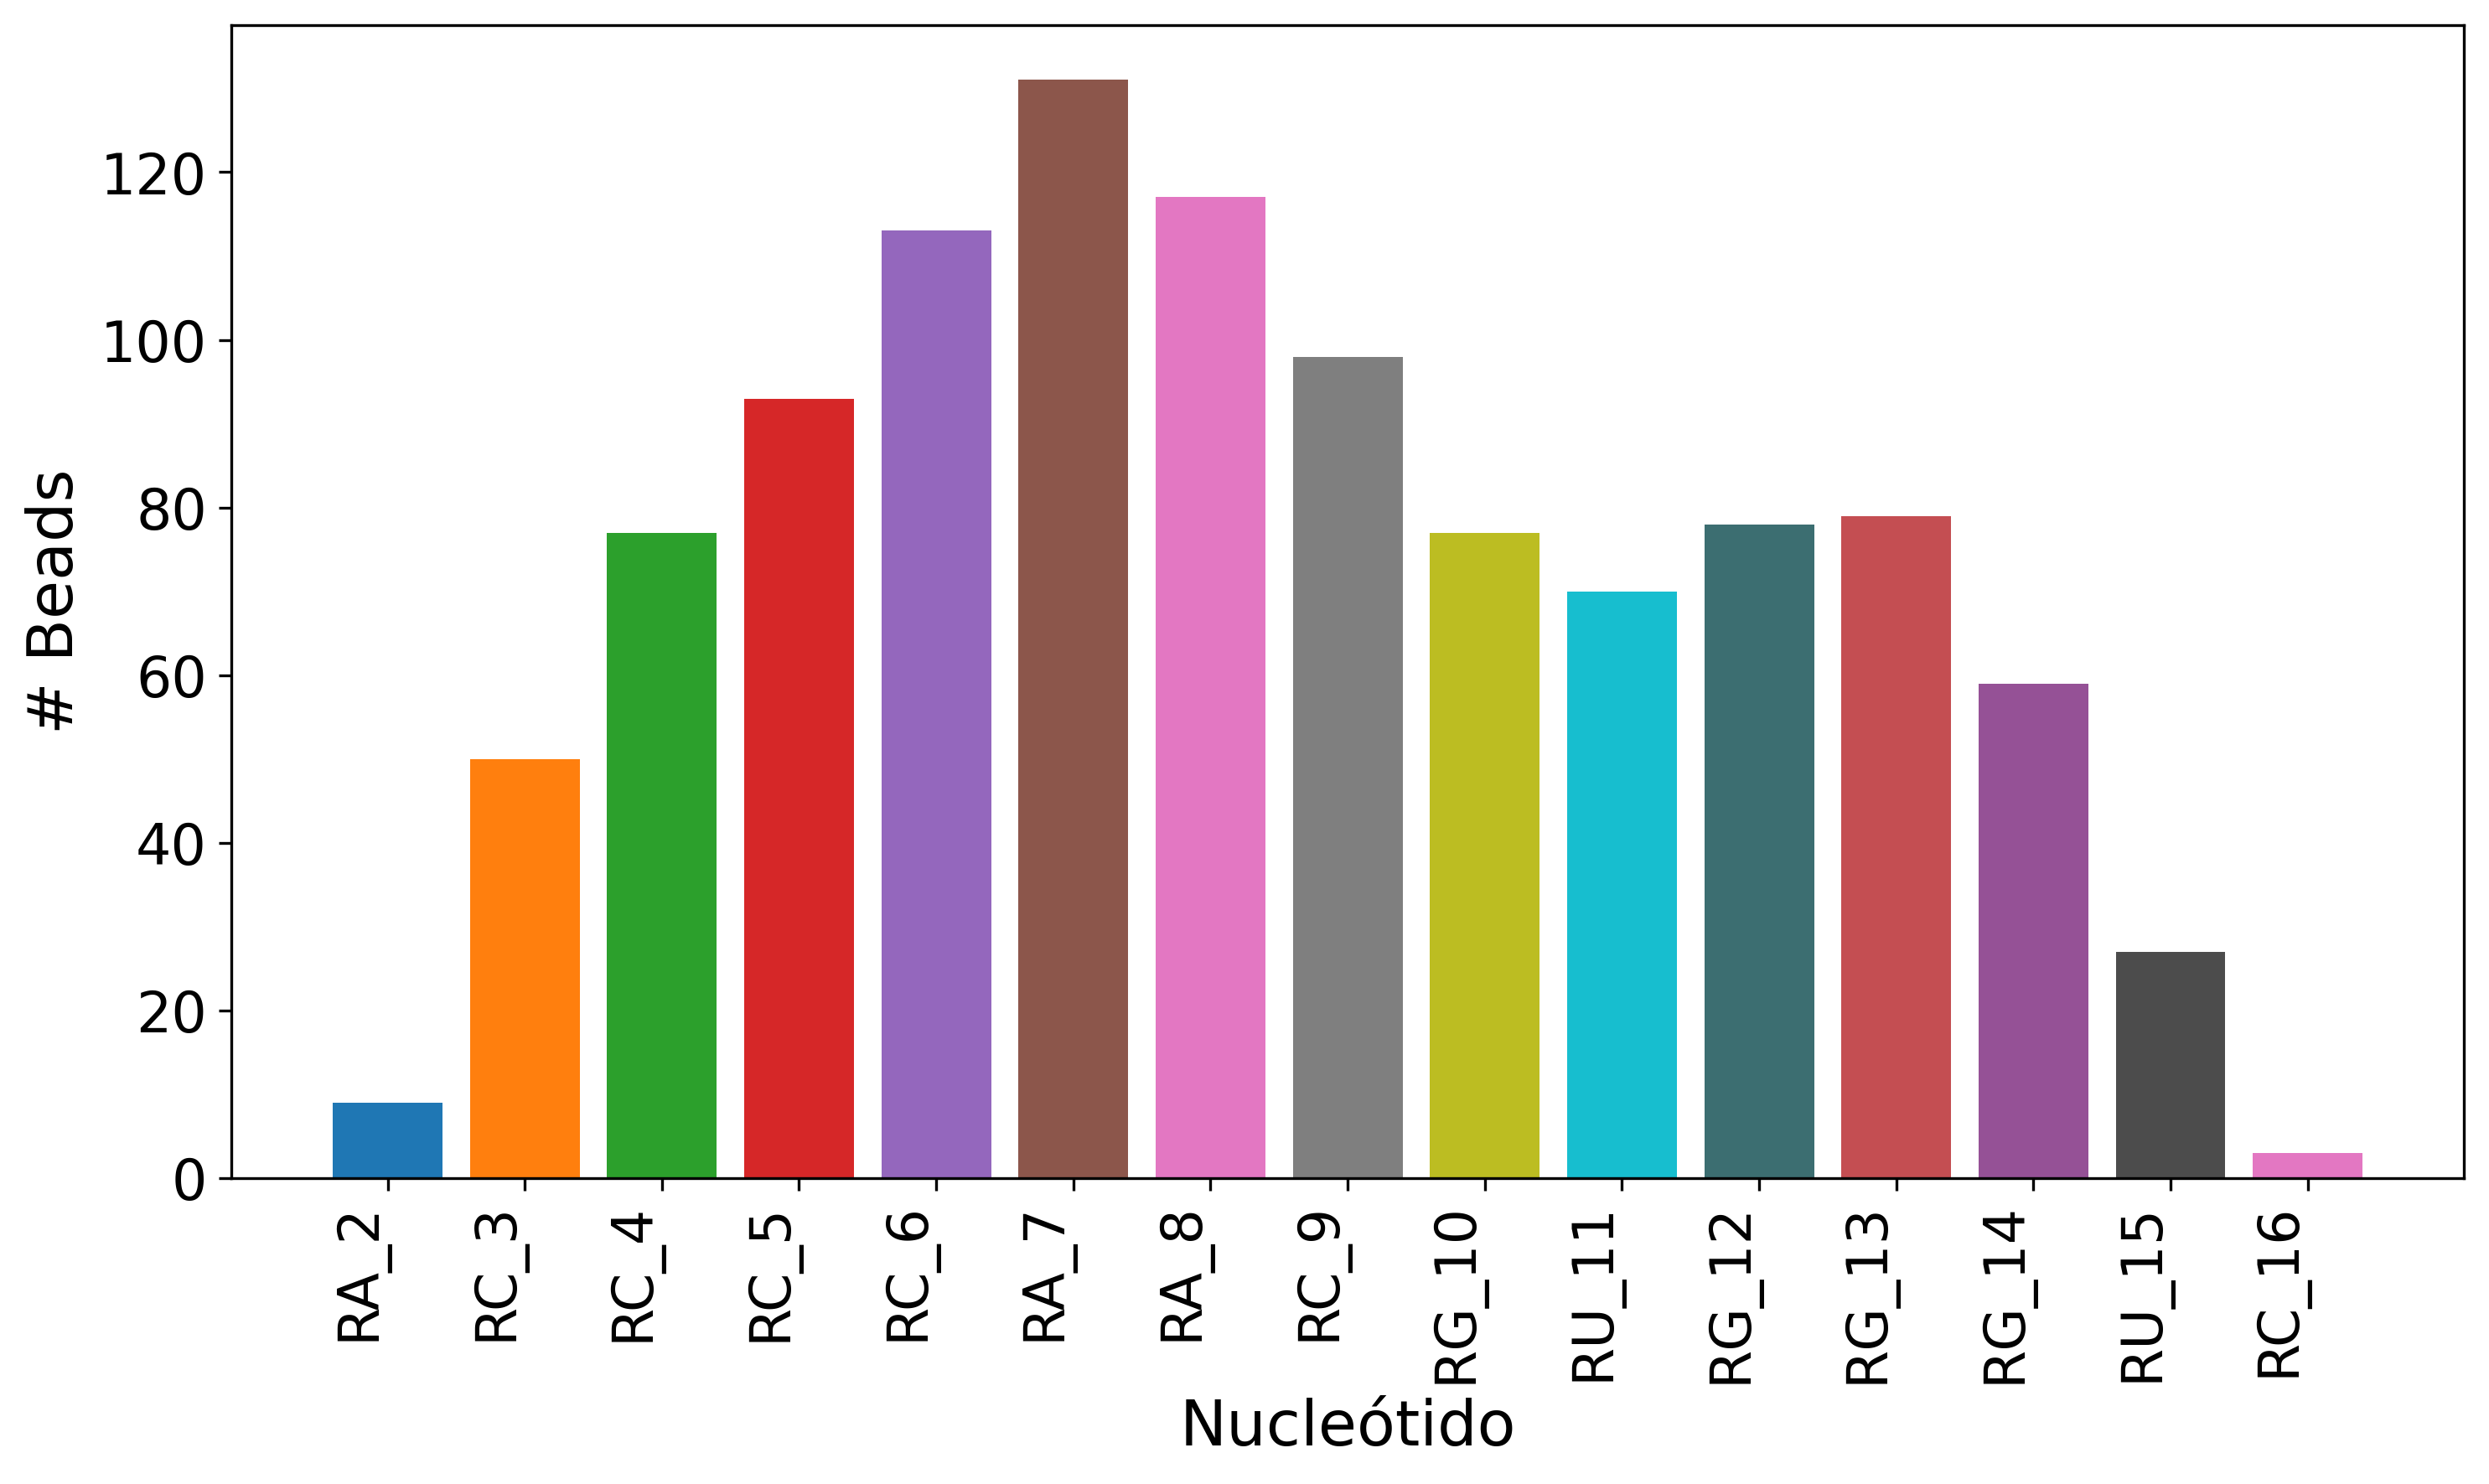 # Beads
120
100
80
60
40
20
0
RA_2
RC_3
RC_4
RC_5
RC_6
RA_7
RA_8
RC_9
RG_10
RU_11
RG_12
RG_13
RG_14
RU_15
RC_16
Nucleótido